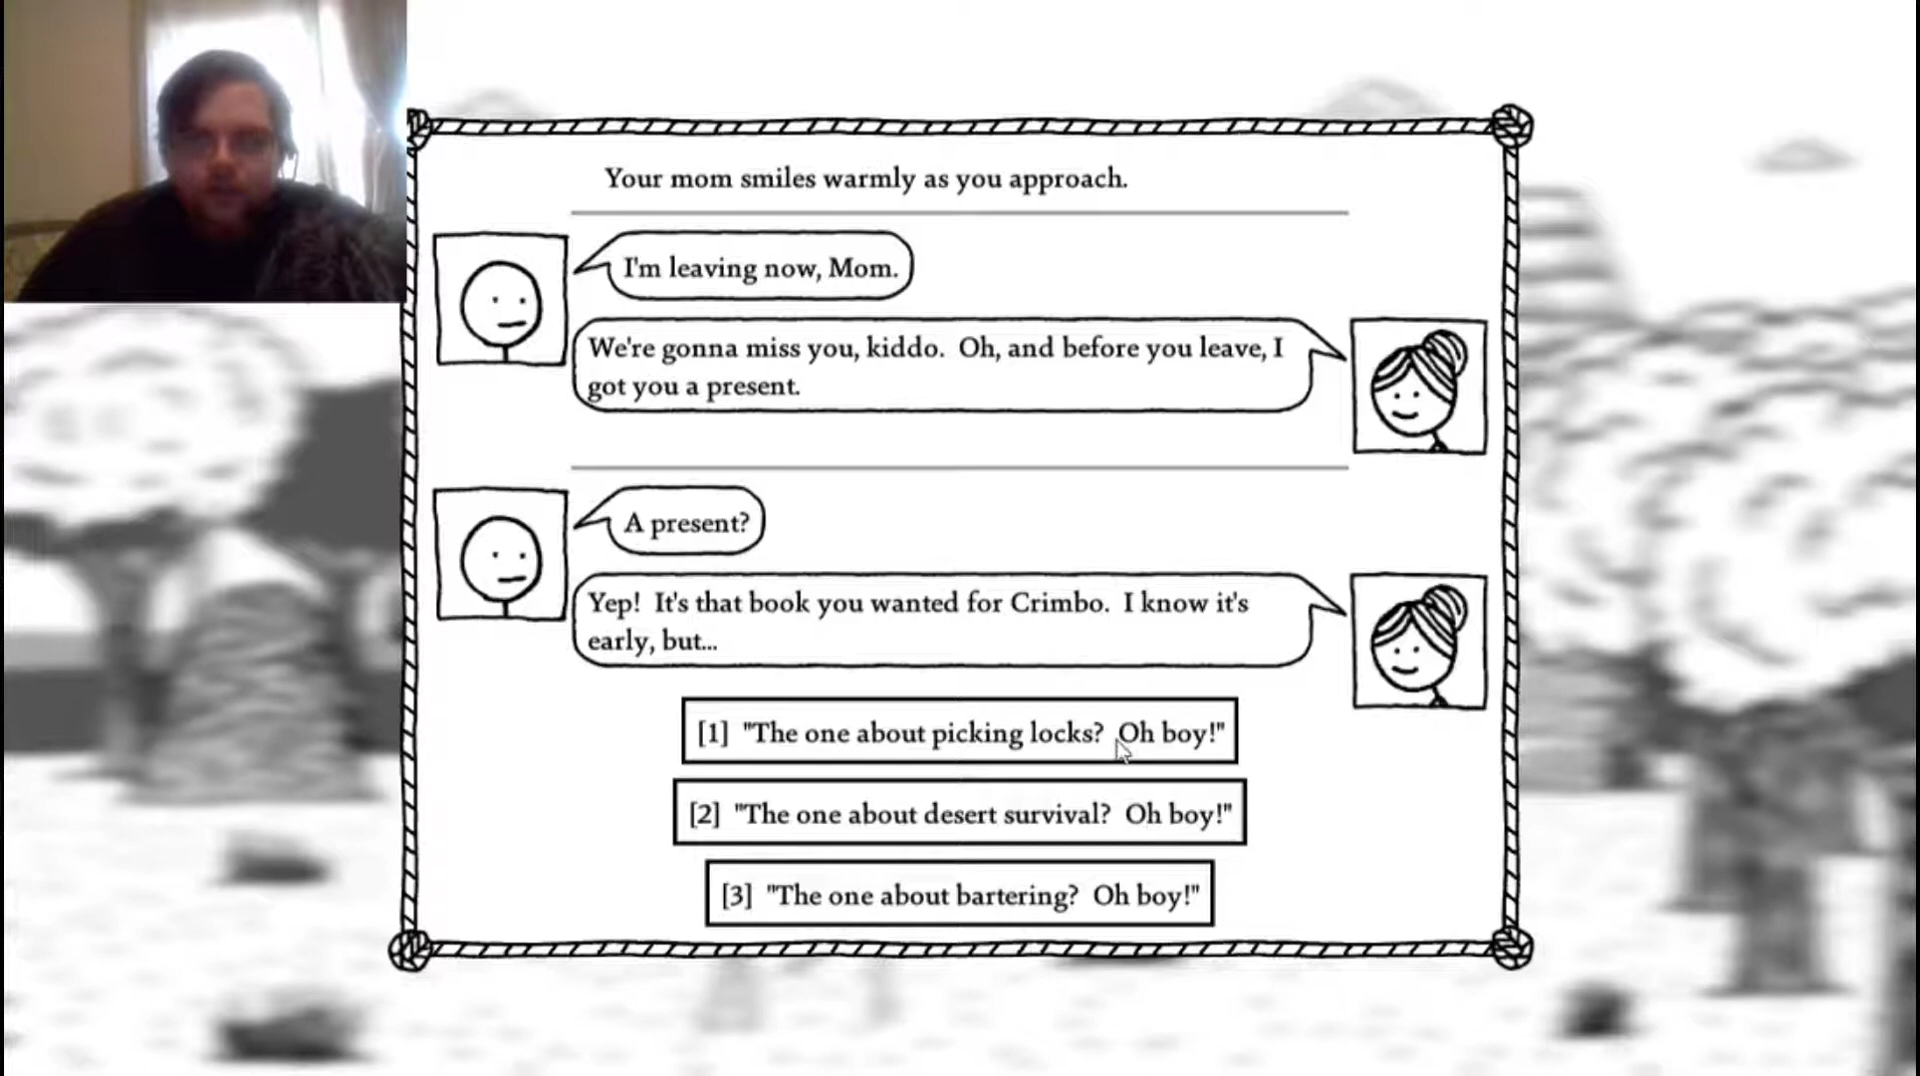 Your mom smiles warmly as you approach.
I'm leaving now, Mom.
We're gonna miss you, kiddo.  Oh, and before you leave, I
got you a present.
A present?
Yep!  It's that book you wanted for Crimbo.  I know it's
early, but...
[1]  "The one about picking locks?  Oh boy!"
[2]  "The one about desert survival?  Oh boy!"
[3]  "The one about bartering?  Oh boy!"